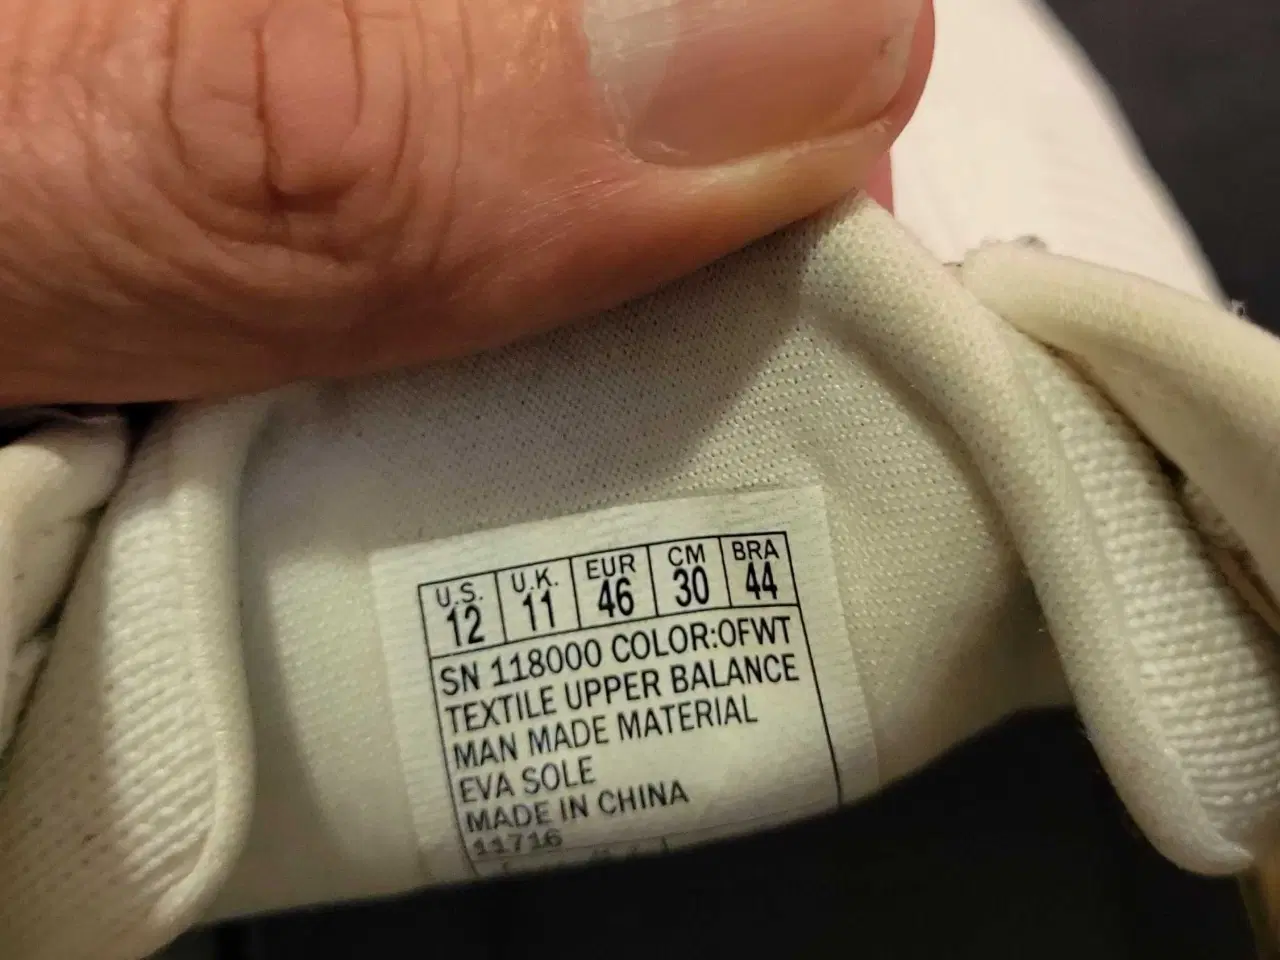 U.S. U.K. EUR CM BRA
12 11 46 30 44
SN 118000 COLOR:OFWT
TEXTILE UPPER BALANCE
MAN MADE MATERIAL
EVA SOLE
MADE IN CHINA
11716